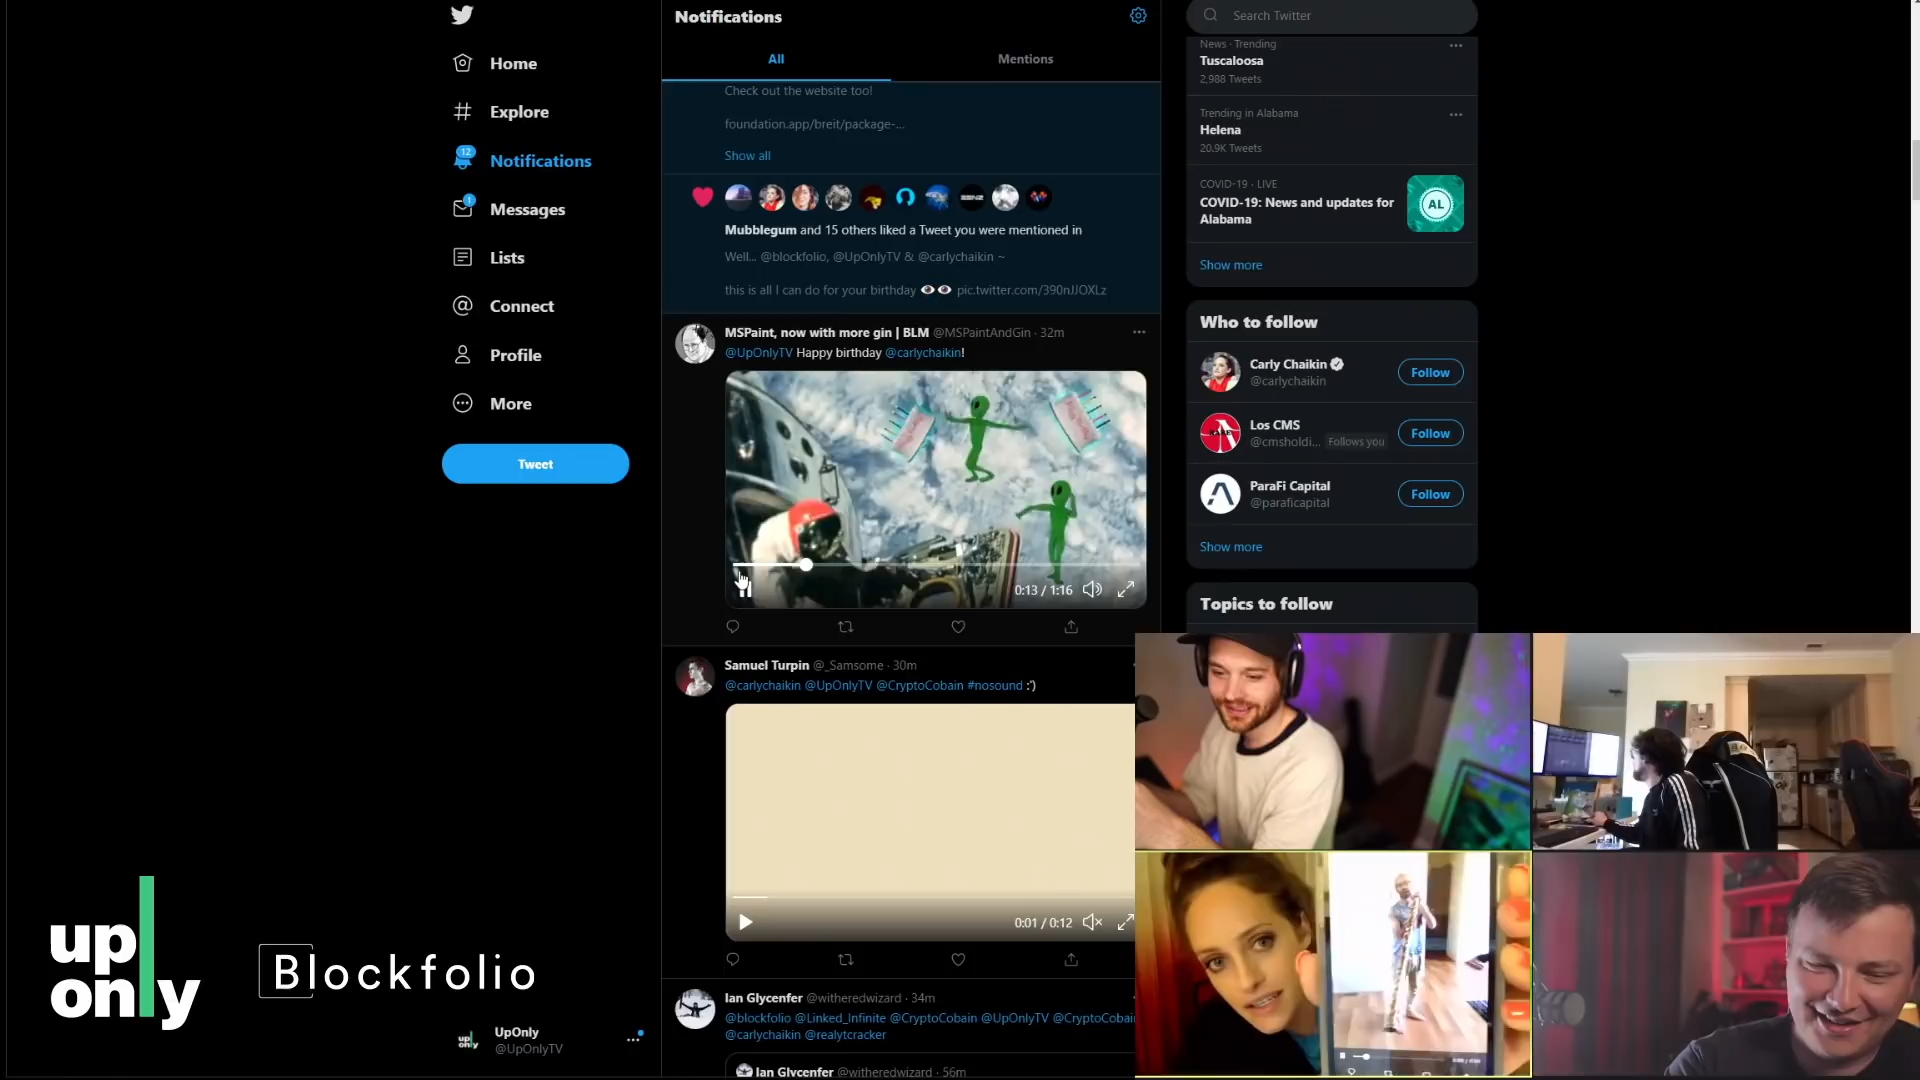 Home
Explore
12
Notifications
1
Messages
Lists
Connect
Profile
More
Tweet
up
only
Blockfolio
up only
UpOnly
@UpOnlyTV
Notifications
All
Mentions
Check out the website too!
foundation.app/breit/package-...
Show all
Mubblegum and 15 others liked a Tweet you were mentioned in
Well... @blockfolio, @UpOnlyTV & @carlychaikin ~
this is all I can do for your birthday 👁️👁️ pic.twitter.com/390nJJOXLz
MSPaint, now with more gin | BLM @MSPaintAndGin · 32m
@UpOnlyTV Happy birthday @carlychaikin!
0:13 / 1:16
Samuel Turpin @_Samsome · 30m
@carlychaikin @UpOnlyTV @CryptoCobain #nosound :')
0:01 / 0:12
Ian Glycenfer @witheredwizard · 34m
@blockfolio @Linked_Infinite @CryptoCobain @UpOnlyTV @CryptoCobai
@carlychaikin @realytcracker
Ian Glycenfer @witheredwizard · 56m
Search Twitter
News · Trending
Tuscaloosa
2,988 Tweets
Trending in Alabama
Helena
20.9K Tweets
COVID-19 · LIVE
COVID-19: News and updates for
Alabama
AL
Show more
Who to follow
Carly Chaikin
@carlychaikin
Follow
Los CMS
@cmsholdi... Follows you
Follow
ParaFi Capital
@paraficapital
Follow
Show more
Topics to follow